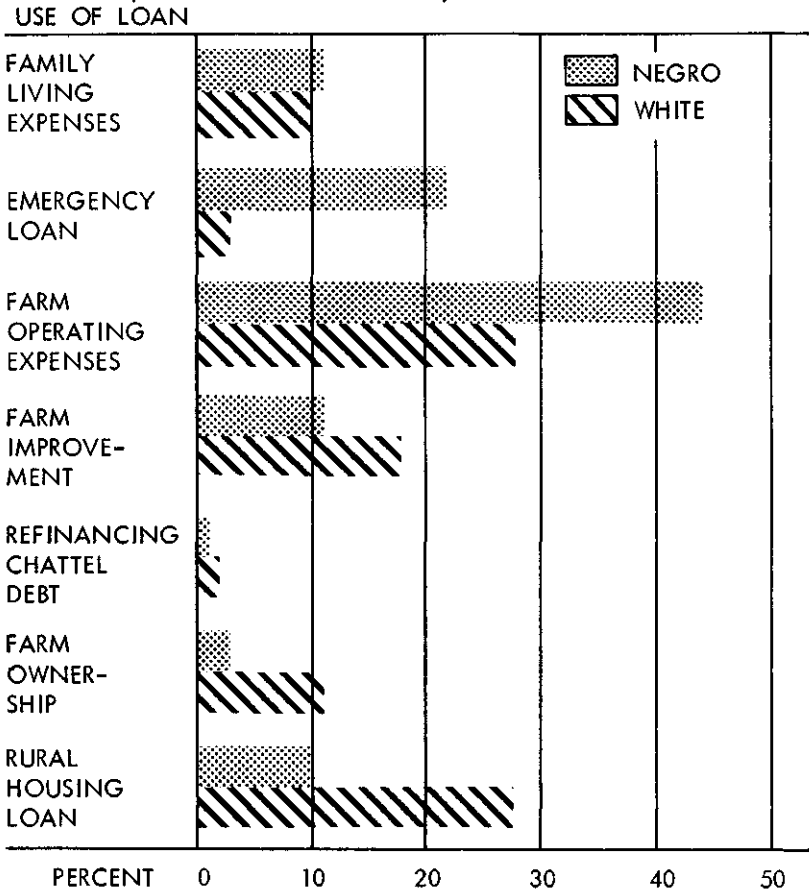 USE OF LOAN
FAMILY
LIVING
EXPENSES
NEGRO
WHITE
EMERGENCY
LOAN
FARM
OPERATING
EXPENSES
FARM
IMPROVE-
MENT
REFINANCING
CHATTEL
DEBT
FARM
OWNER-
SHIP
RURAL
HOUSING
LOAN
PERCENT 0 10 20 30 40 50